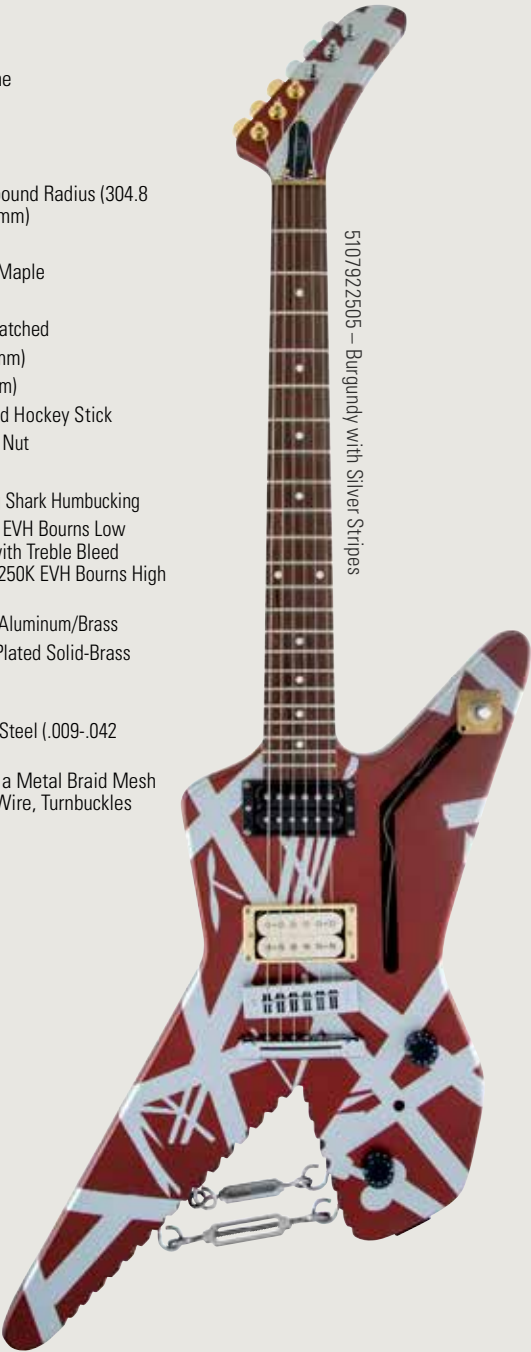 ne
ound Radius (304.8
mm)
Maple
atched
mm)
m)
d Hockey Stick
Nut
Shark Humbucking
EVH Bourns Low
with Treble Bleed
250K EVH Bourns High
Aluminum/Brass
Plated Solid-Brass
Steel (.009-.042
a Metal Braid Mesh
Wire, Turnbuckles
5107922505 – Burgundy with Silver Stripes